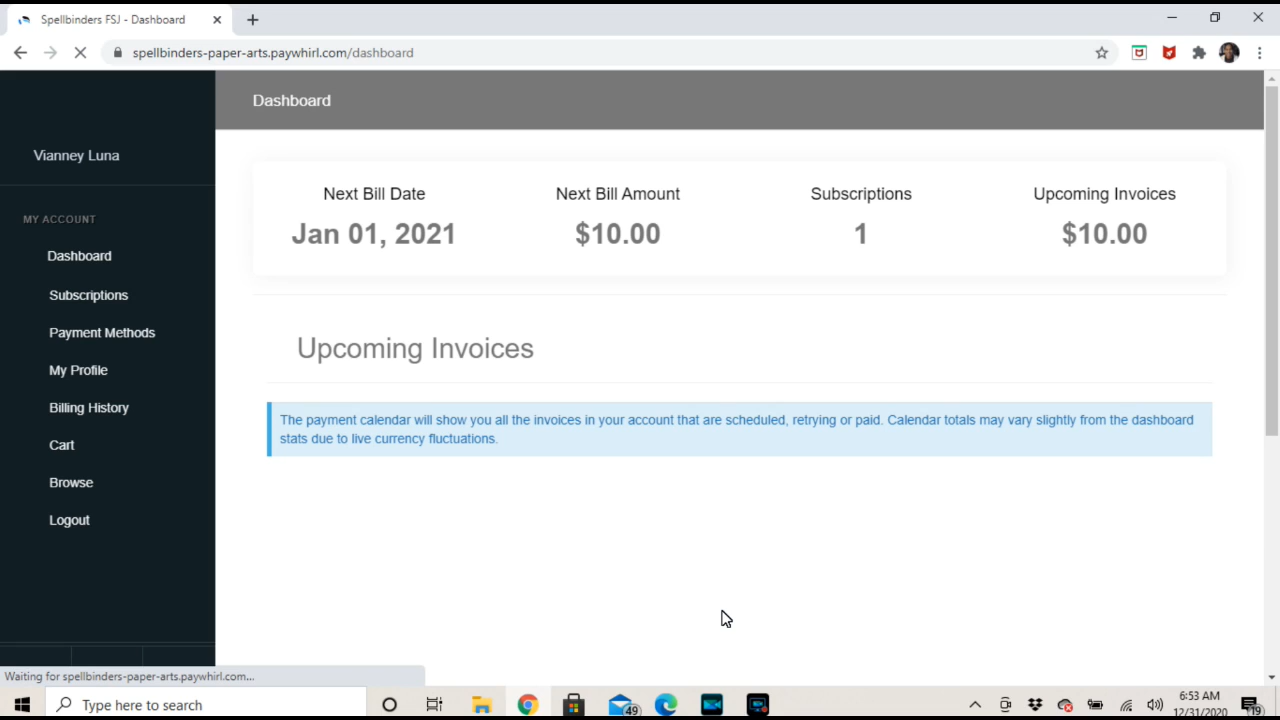 Spellbinders FSJ - Dashboard
spellbinders-paper-arts.paywhirl.com/dashboard
Dashboard
Vianney Luna
MY ACCOUNT
Dashboard
Subscriptions
Payment Methods
My Profile
Billing History
Cart
Browse
Logout
Next Bill Date
Jan 01, 2021
Next Bill Amount
$10.00
Subscriptions
1
Upcoming Invoices
$10.00
Upcoming Invoices
The payment calendar will show you all the invoices in your account that are scheduled, retrying or paid. Calendar totals may vary slightly from the dashboard
stats due to live currency fluctuations.
Waiting for spellbinders-paper-arts.paywhirl.com...
Type here to search
49
6:53 AM
12/31/2020
19